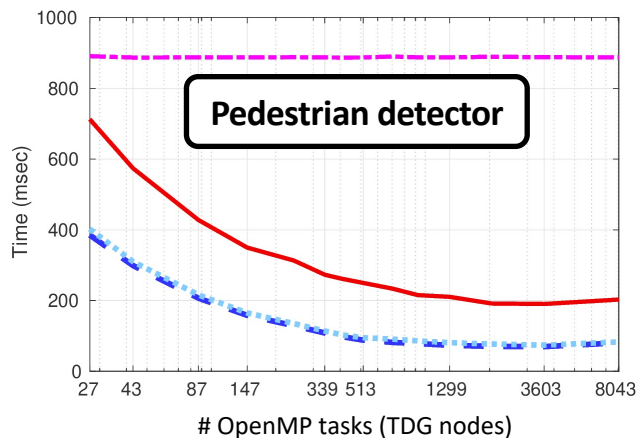 1000
800
600
400
200
0
Time (msec)
Pedestrian detector
27 43 87 147 339 513 1299 3603 8043
# OpenMP tasks (TDG nodes)